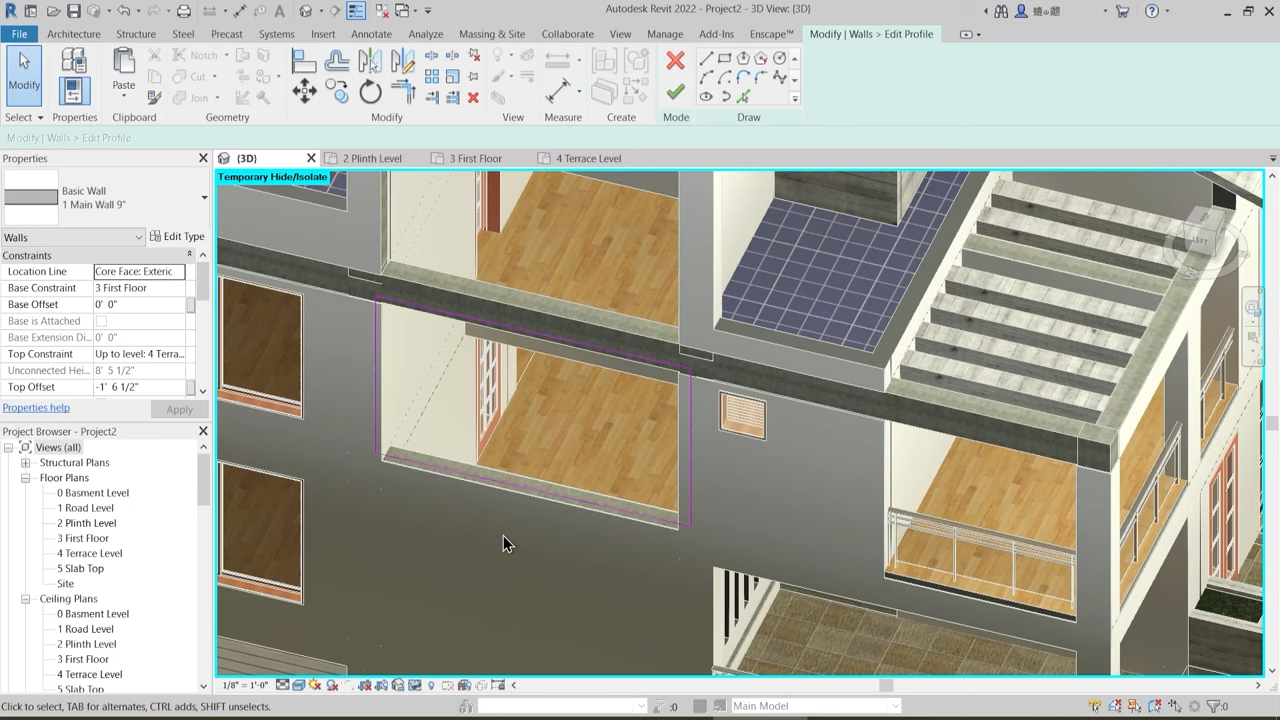 Autodesk Revit 2022 - Project2 - 3D View: {3D}
File Architecture Structure Steel Precast Systems Insert Annotate Analyze Massing & Site Collaborate View Manage Add-Ins Enscape™ Modify | Walls > Edit Profile
Modify Paste Notch Cut Join
Select Properties Clipboard Geometry Modify View Measure Create Mode Draw
Modify | Walls > Edit Profile
Properties {3D} 2 Plinth Level 3 First Floor 4 Terrace Level
Temporary Hide/Isolate
Basic Wall
1 Main Wall 9"
Walls Edit Type
Constraints
Location Line Core Face: Exteric
Base Constraint 3 First Floor
Base Offset 0' 0"
Base is Attached
Base Extension Di 0' 0"
Top Constraint Up to level: 4 Terra...
Unconnected Hei 8' 5 1/2"
Top Offset -1' 6 1/2"
Properties help Apply
Project Browser - Project2
Views (all)
Structural Plans
Floor Plans
0 Basment Level
1 Road Level
2 Plinth Level
3 First Floor
4 Terrace Level
5 Slab Top
Site
Ceiling Plans
0 Basment Level
1 Road Level
2 Plinth Level
3 First Floor
4 Terrace Level
5 Slab Top
LEFT
1/8" = 1'-0"
Click to select, TAB for alternates, CTRL adds, SHIFT unselects. :0 Main Model :0